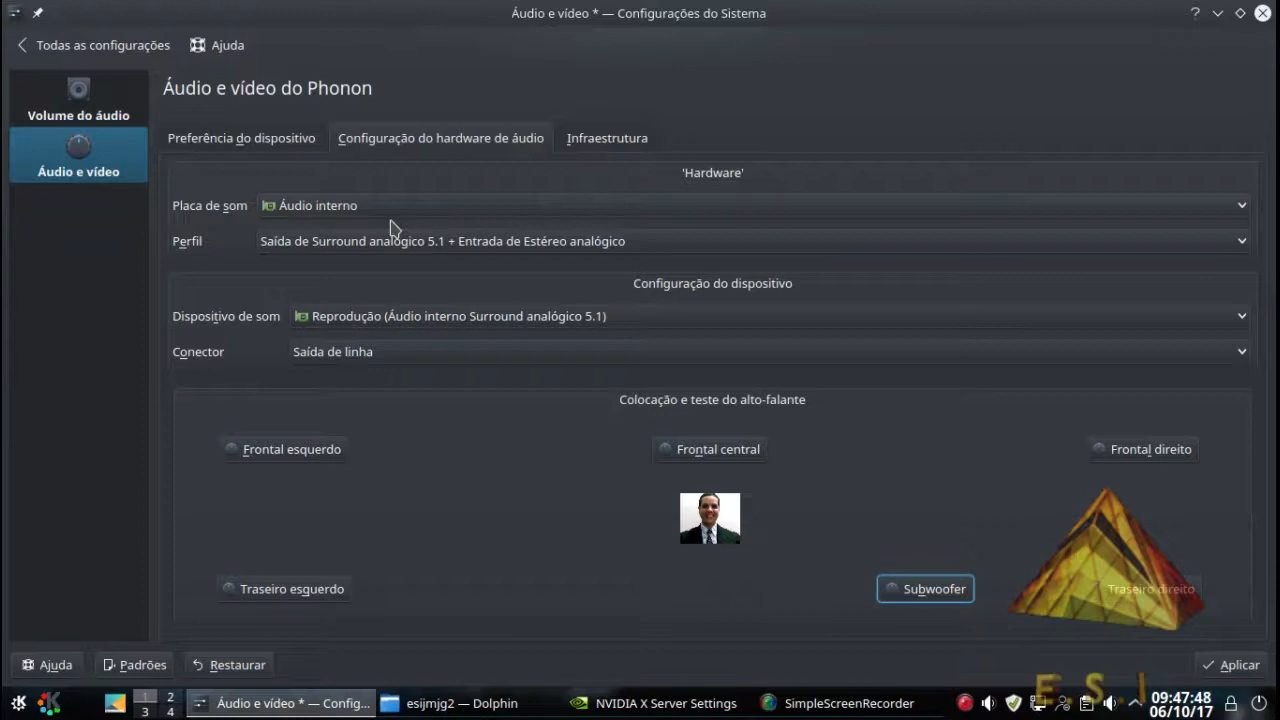 Áudio e vídeo * — Configurações do Sistema
?
Todas as configurações Ajuda
Volume do áudio
Áudio e vídeo
Áudio e vídeo do Phonon
Preferência do dispositivo Configuração do hardware de áudio Infraestrutura
'Hardware'
Placa de som Áudio interno
Perfil Saída de Surround analógico 5.1 + Entrada de Estéreo analógico
Configuração do dispositivo
Dispositivo de som Reprodução (Áudio interno Surround analógico 5.1)
Conector Saída de linha
Colocação e teste do alto-falante
Frontal esquerdo Frontal central Frontal direito
Traseiro esguerdo Subwoofer Traseiro direito
Ajuda Padrões Restaurar Aplicar
E S I
1 2
3 4
Áudio e vídeo * — Config... esijmjg2 — Dolphin NVIDIA X Server Settings SimpleScreenRecorder
09:47:48
06/10/17